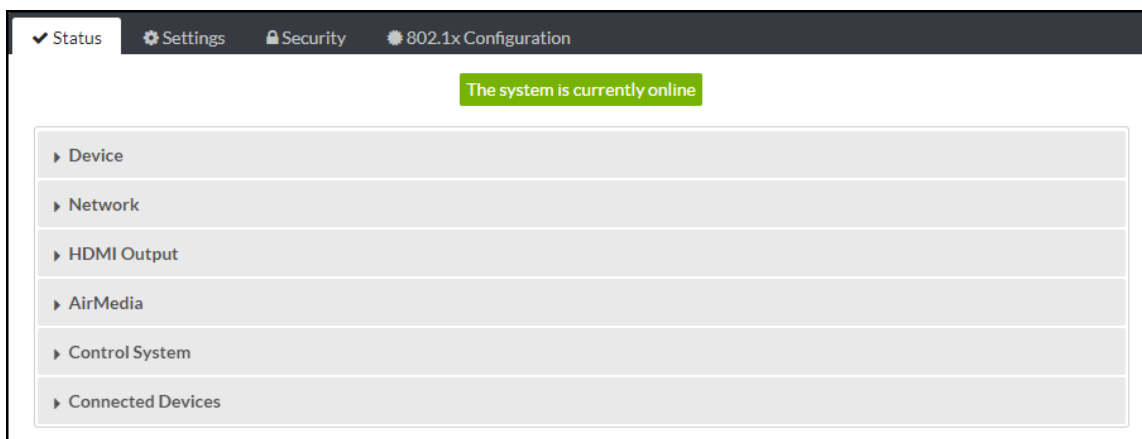 Status Settings Security 802.1x Configuration
The system is currently online
Device
Network
HDMI Output
AirMedia
Control System
Connected Devices